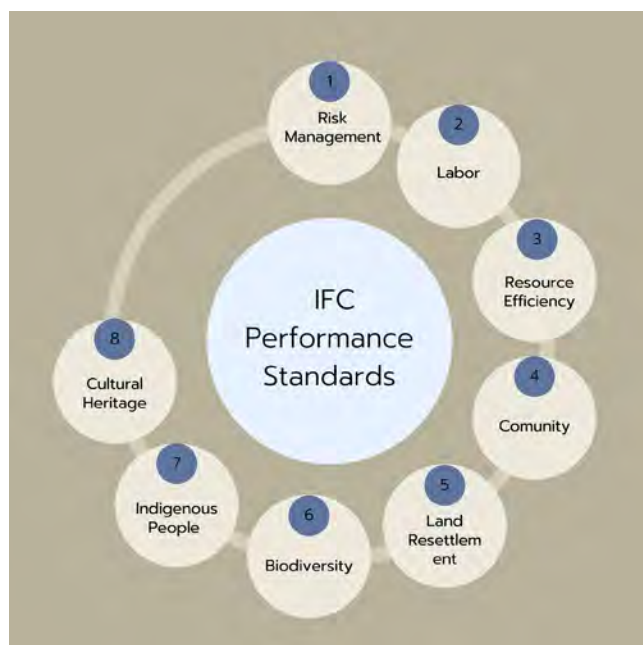 1
Risk
Management
2
Labor
3
Resource
Efficiency
4
Comunity
5
Land
Resettlem
ent
6
Biodiversity
7
Indigenous
People
8
Cultural
Heritage
IFC
Performance
Standards